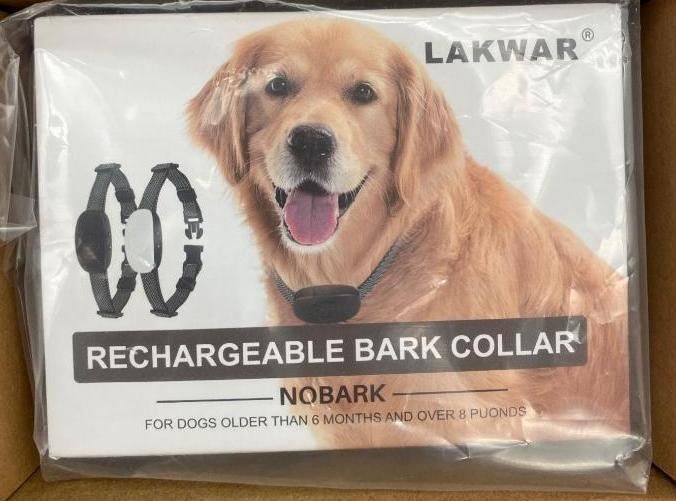 LAKWAR®
RECHARGEABLE BARK COLLAR
NOBARK
FOR DOGS OLDER THAN 6 MONTHS AND OVER 8 PUONDS